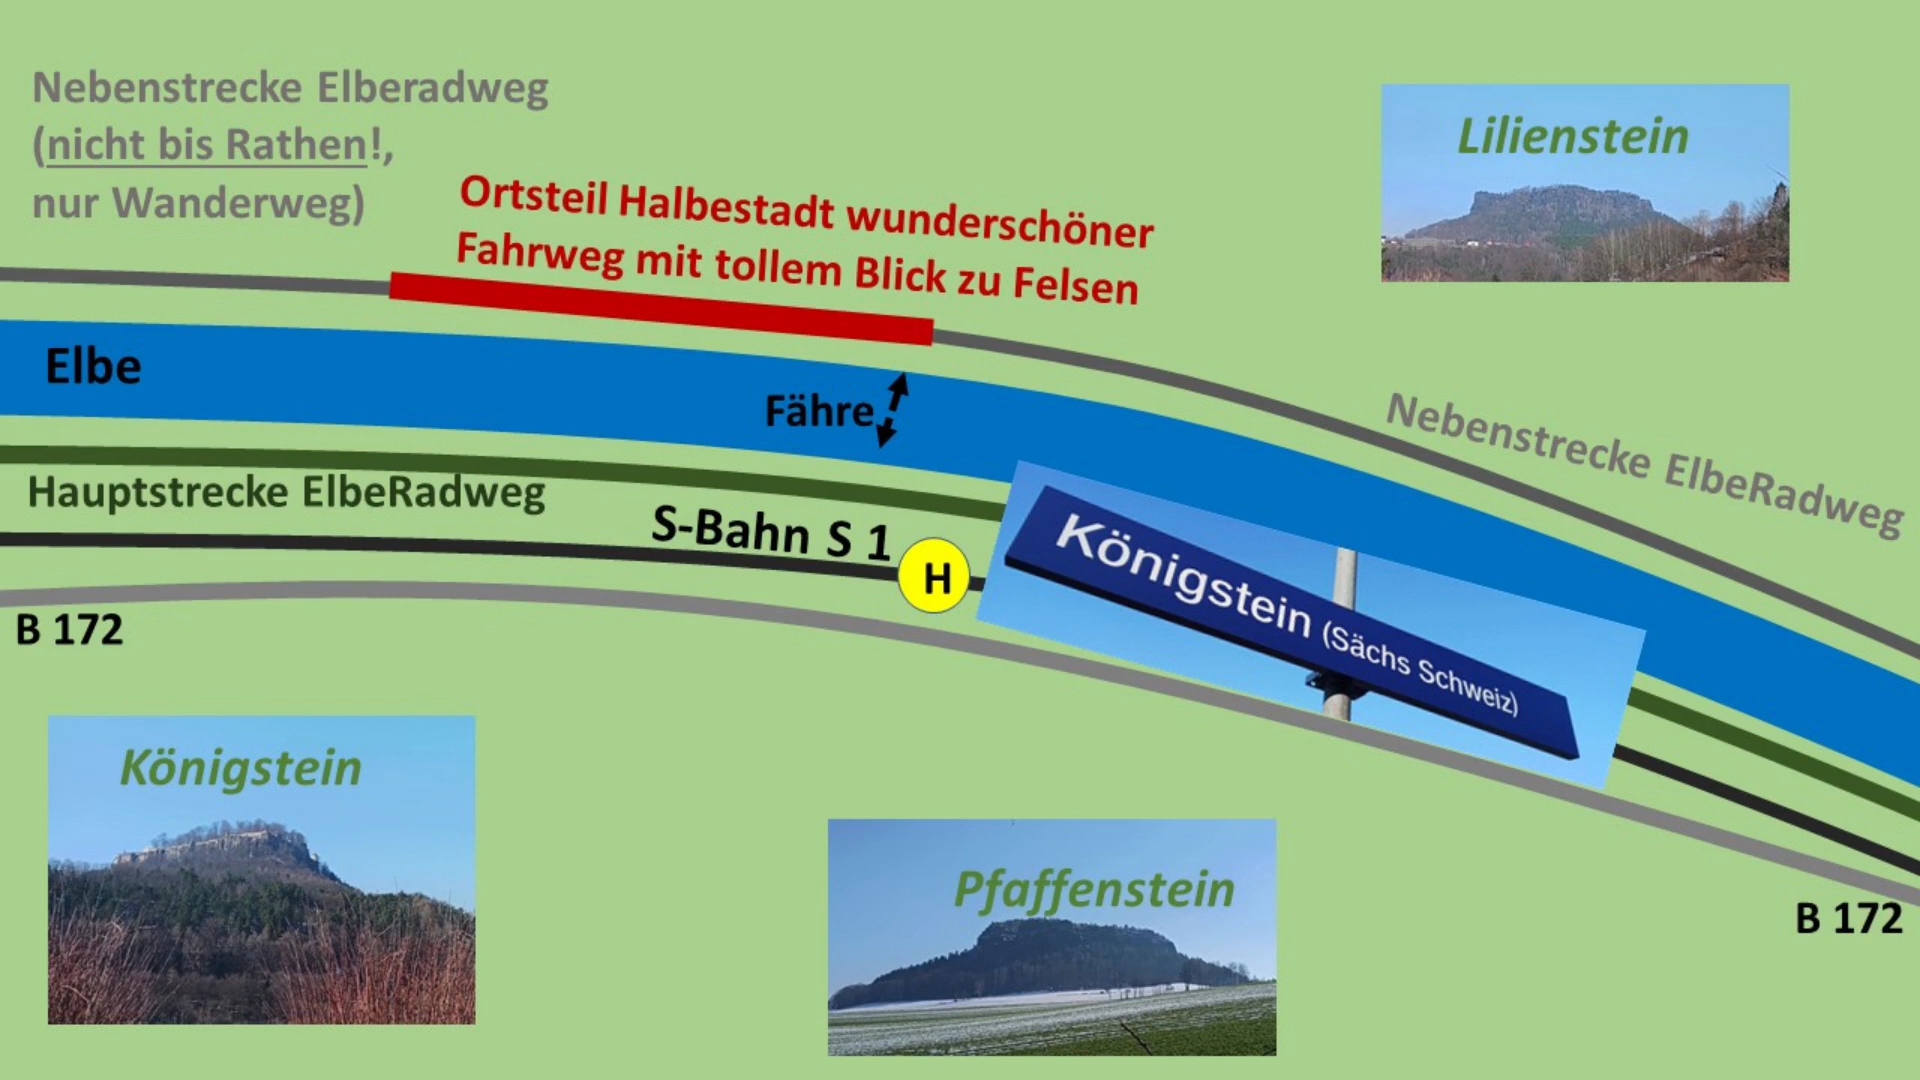 Nebenstrecke Elberadweg
(nicht bis Rathen!,
nur Wanderweg)
Lilienstein
Ortsteil Halbestadt wunderschöner
Fahrweg mit tollem Blick zu Felsen
Elbe
Fähre
Nebenstrecke ElbeRadweg
Hauptstrecke ElbeRadweg
S-Bahn S 1
H
Königstein (Sächs Schweiz)
B 172
Königstein
Pfaffenstein
B 172